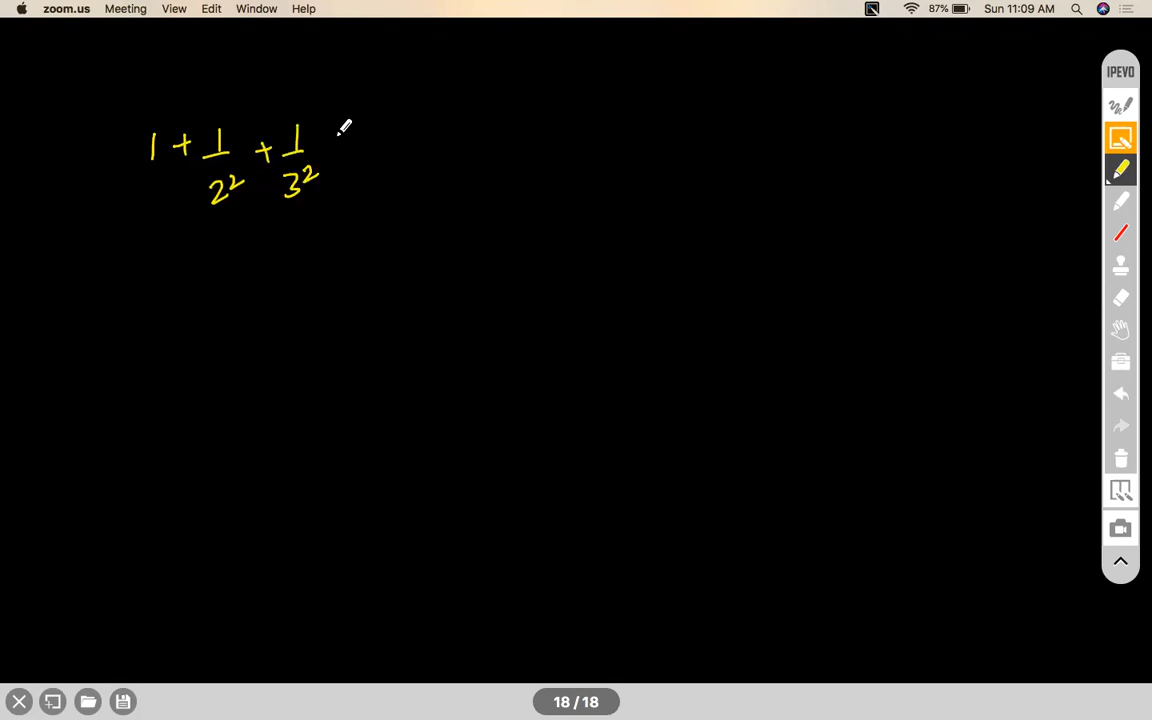 zoom.us Meeting View Window Edit Help 87% Sun 11:09 AM
IPEVO
1 + 1/2² + 1/3²
18 / 18